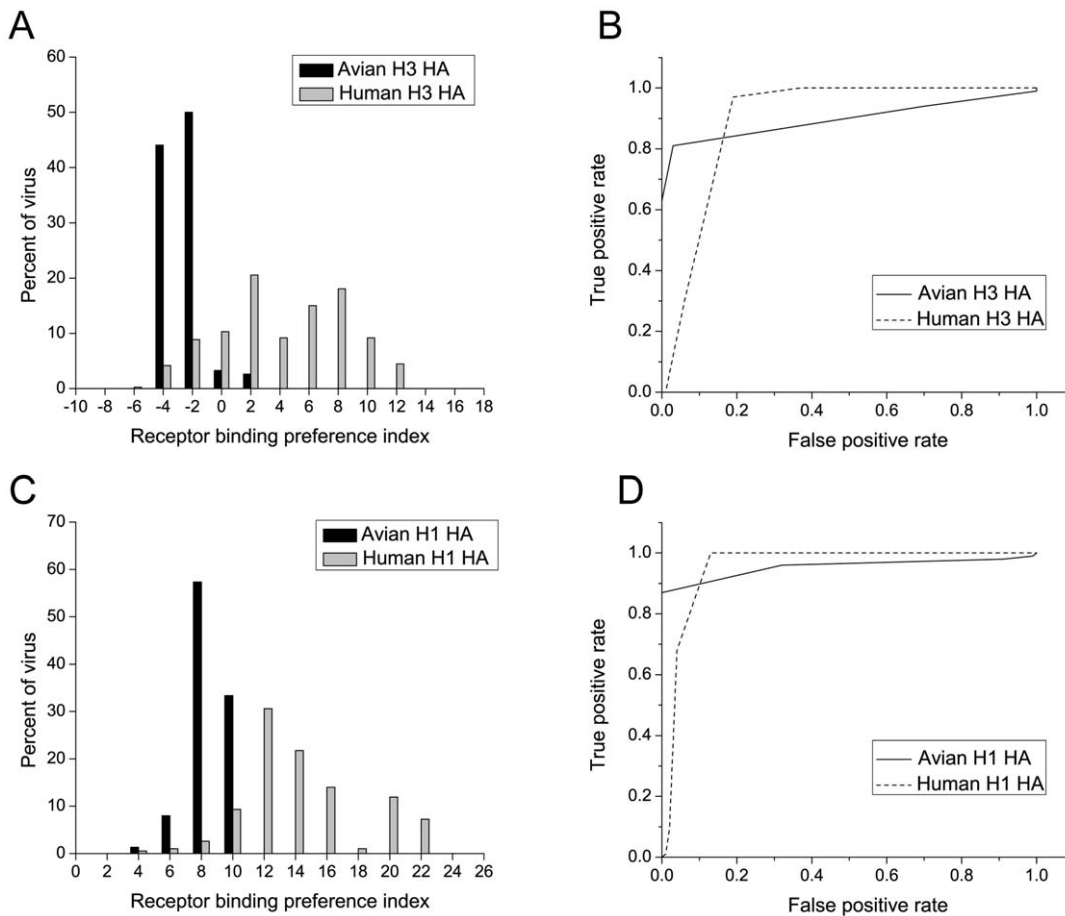 A
60
50
40
30
20
10
0
Percent of virus
Avian H3 HA
Human H3 HA
-10 -8 -6 -4 -2 0 2 4 6 8 10 12 14 16 18
Receptor binding preference index
B
1.0
0.8
0.6
0.4
0.2
0.0
True positive rate
Avian H3 HA
Human H3 HA
0.0 0.2 0.4 0.6 0.8 1.0
False positive rate
C
70
60
50
40
30
20
10
0
Percent of virus
Avian H1 HA
Human H1 HA
0 2 4 6 8 10 12 14 16 18 20 22 24 26
Receptor binding preference index
D
1.0
0.8
0.6
0.4
0.2
0.0
True positive rate
Avian H1 HA
Human H1 HA
0.0 0.2 0.4 0.6 0.8 1.0
False positive rate